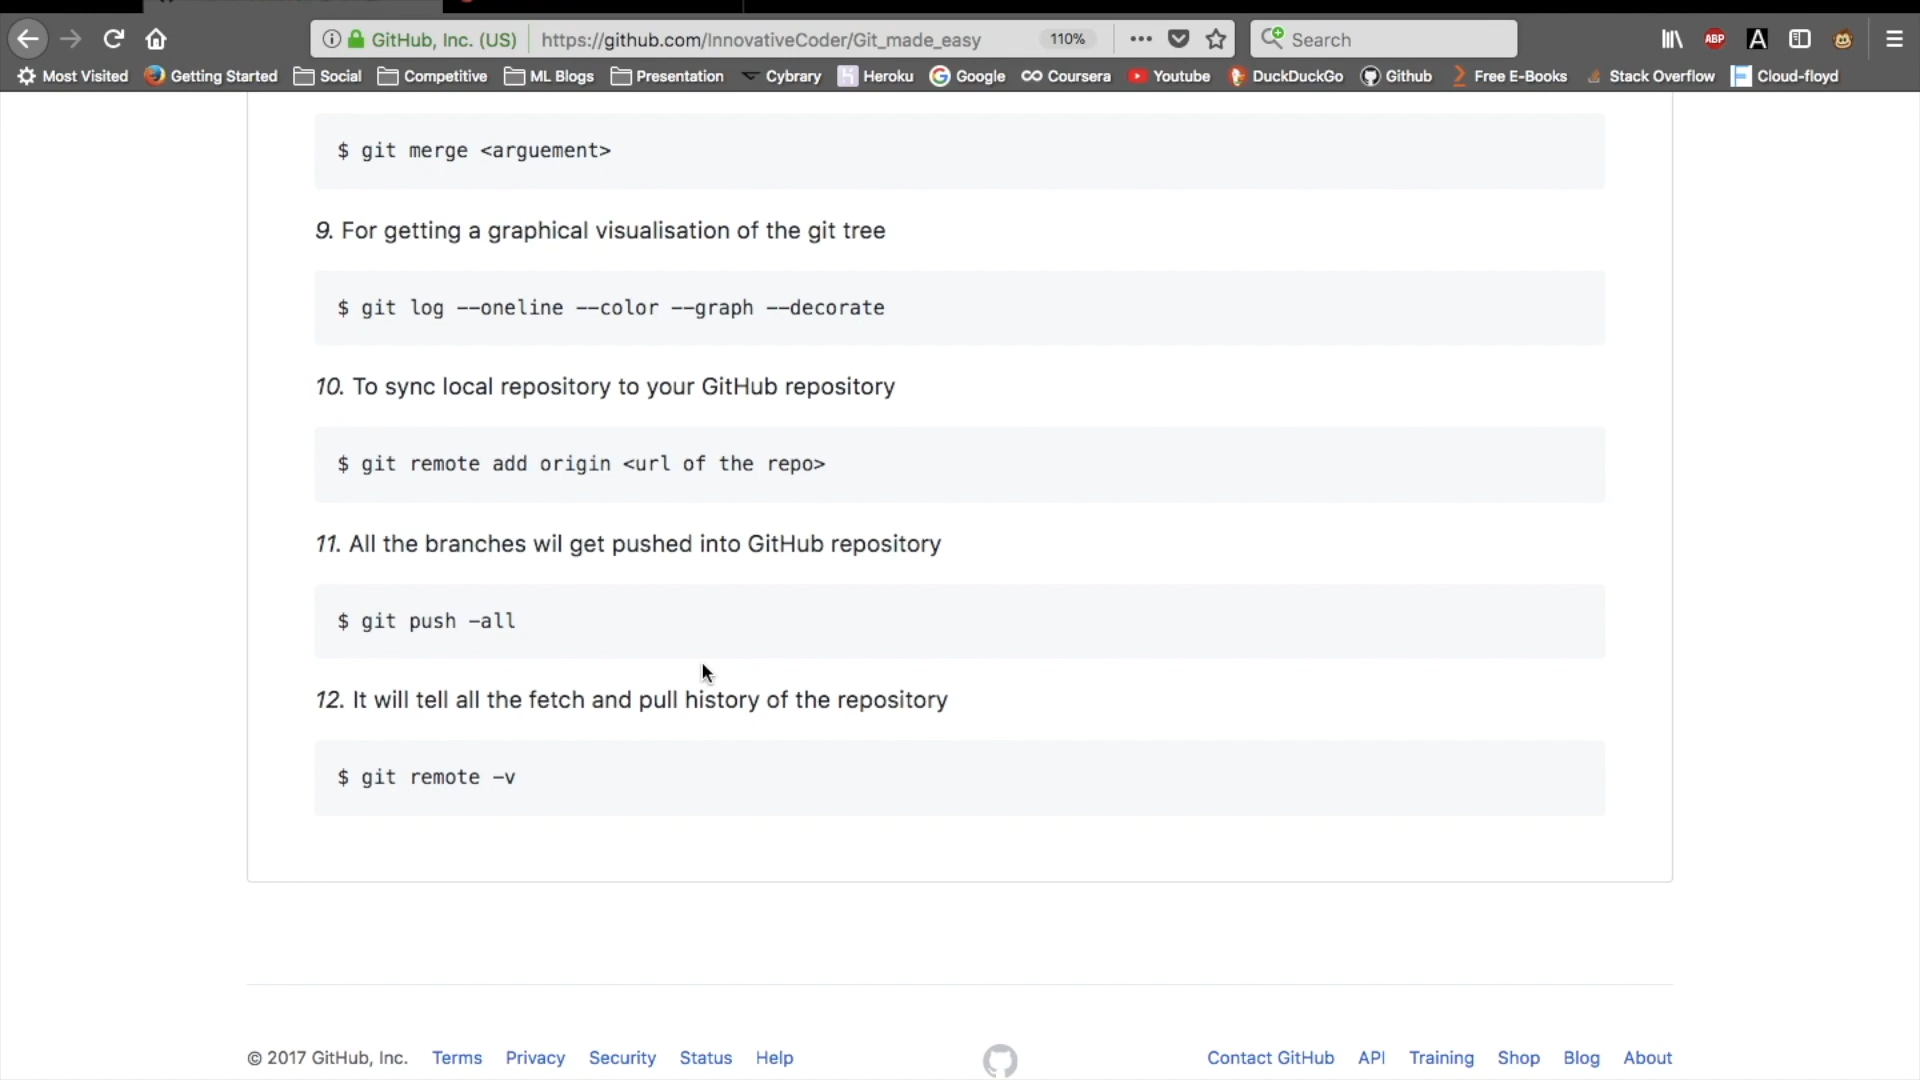 GitHub, Inc. (US) https://github.com/InnovativeCoder/Git_made_easy 110% Search ABP A
Most Visited Getting Started Social Competitive ML Blogs Presentation Cybrary Heroku Google Coursera Youtube DuckDuckGo Github Free E-Books Stack Overflow Cloud-floyd
$ git merge <arguement>
9. For getting a graphical visualisation of the git tree
$ git log --oneline --color --graph --decorate
10. To sync local repository to your GitHub repository
$ git remote add origin <url of the repo>
11. All the branches wil get pushed into GitHub repository
$ git push -all
12. It will tell all the fetch and pull history of the repository
$ git remote -v
© 2017 GitHub, Inc. Terms Privacy Security Status Help Contact GitHub API Training Shop Blog About